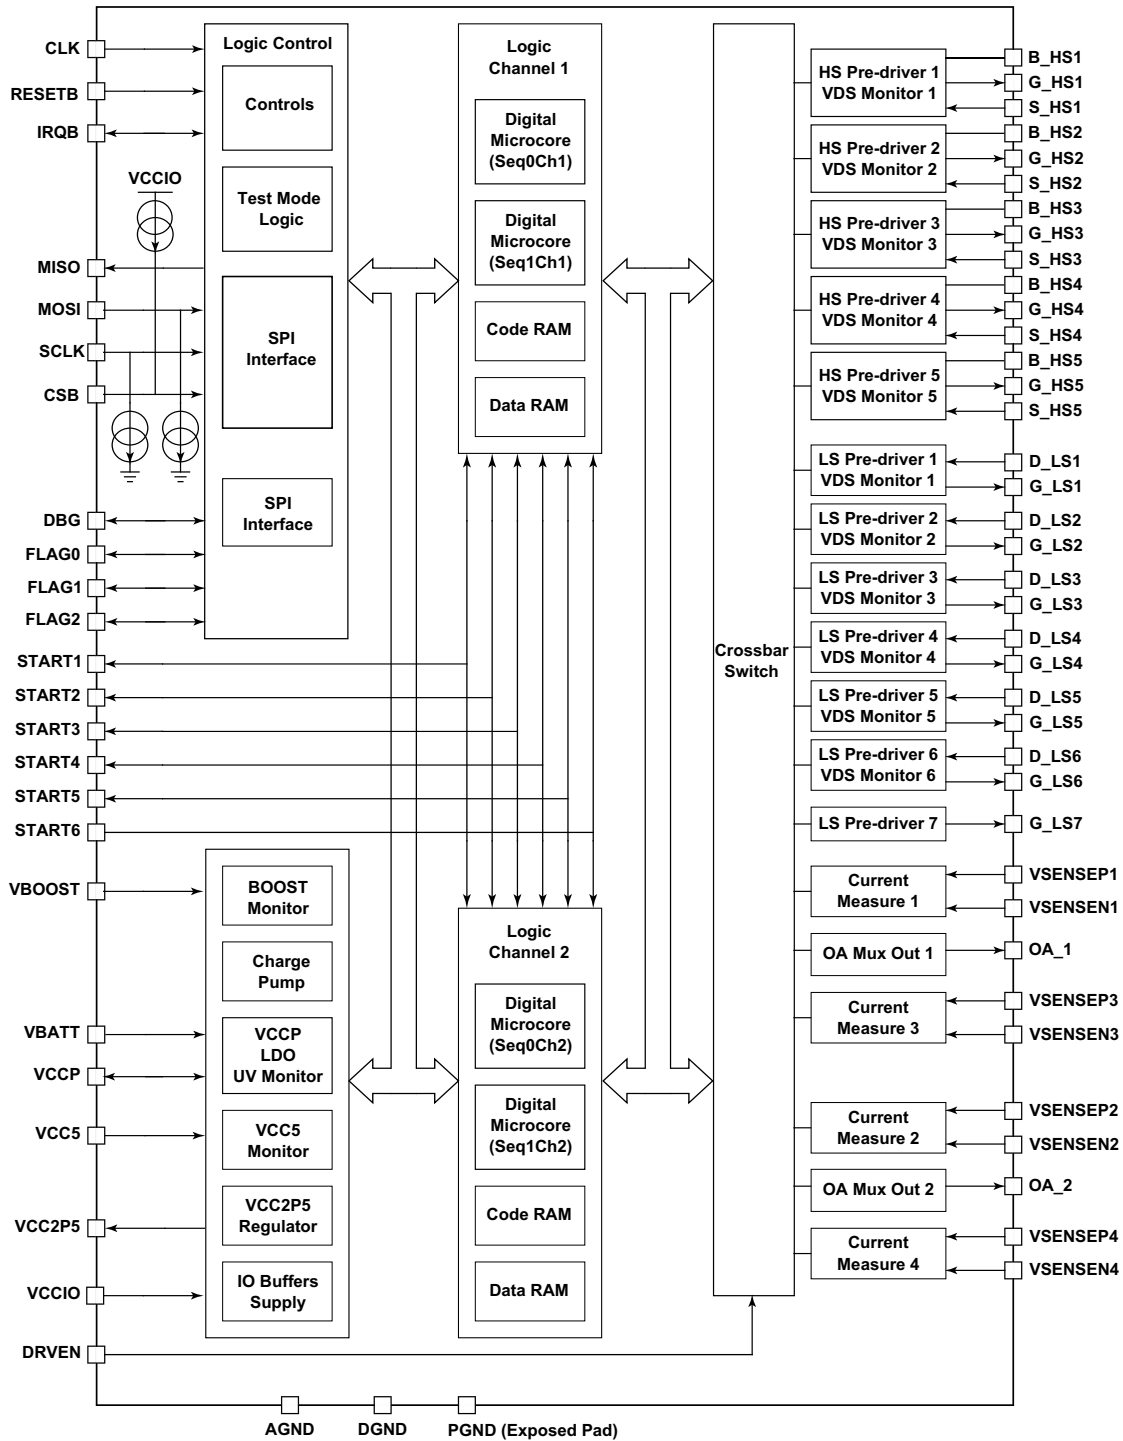 CLK
RESETB
IRQB
VCCIO
MISO
MOSI
SCLK
CSB
DBG
FLAG0
FLAG1
FLAG2
START1
START2
START3
START4
START5
START6
VBOOST
VBATT
VCCP
VCC5
VCC2P5
VCCIO
DRVEN
Logic Control
Controls
Test Mode
Logic
SPI
Interface
SPI
Interface
BOOST
Monitor
Charge
Pump
VCCP
LDO
UV Monitor
VCC5
Monitor
VCC2P5
Regulator
IO Buffers
Supply
Logic
Channel 1
Digital
Microcore
(Seq0Ch1)
Digital
Microcore
(Seq1Ch1)
Code RAM
Data RAM
Logic
Channel 2
Digital
Microcore
(Seq0Ch2)
Digital
Microcore
(Seq1Ch2)
Code RAM
Data RAM
Crossbar
Switch
HS Pre-driver 1
VDS Monitor 1
HS Pre-driver 2
VDS Monitor 2
HS Pre-driver 3
VDS Monitor 3
HS Pre-driver 4
VDS Monitor 4
HS Pre-driver 5
VDS Monitor 5
LS Pre-driver 1
VDS Monitor 1
LS Pre-driver 2
VDS Monitor 2
LS Pre-driver 3
VDS Monitor 3
LS Pre-driver 4
VDS Monitor 4
LS Pre-driver 5
VDS Monitor 5
LS Pre-driver 6
VDS Monitor 6
LS Pre-driver 7
Current
Measure 1
OA Mux Out 1
Current
Measure 3
Current
Measure 2
OA Mux Out 2
Current
Measure 4
B_HS1
G_HS1
S_HS1
B_HS2
G_HS2
S_HS2
B_HS3
G_HS3
S_HS3
B_HS4
G_HS4
S_HS4
B_HS5
G_HS5
S_HS5
D_LS1
G_LS1
D_LS2
G_LS2
D_LS3
G_LS3
D_LS4
G_LS4
D_LS5
G_LS5
D_LS6
G_LS6
G_LS7
VSENSEP1
VSENSEN1
OA_1
VSENSEP3
VSENSEN3
VSENSEP2
VSENSEN2
OA_2
VSENSEP4
VSENSEN4
AGND
DGND
PGND (Exposed Pad)